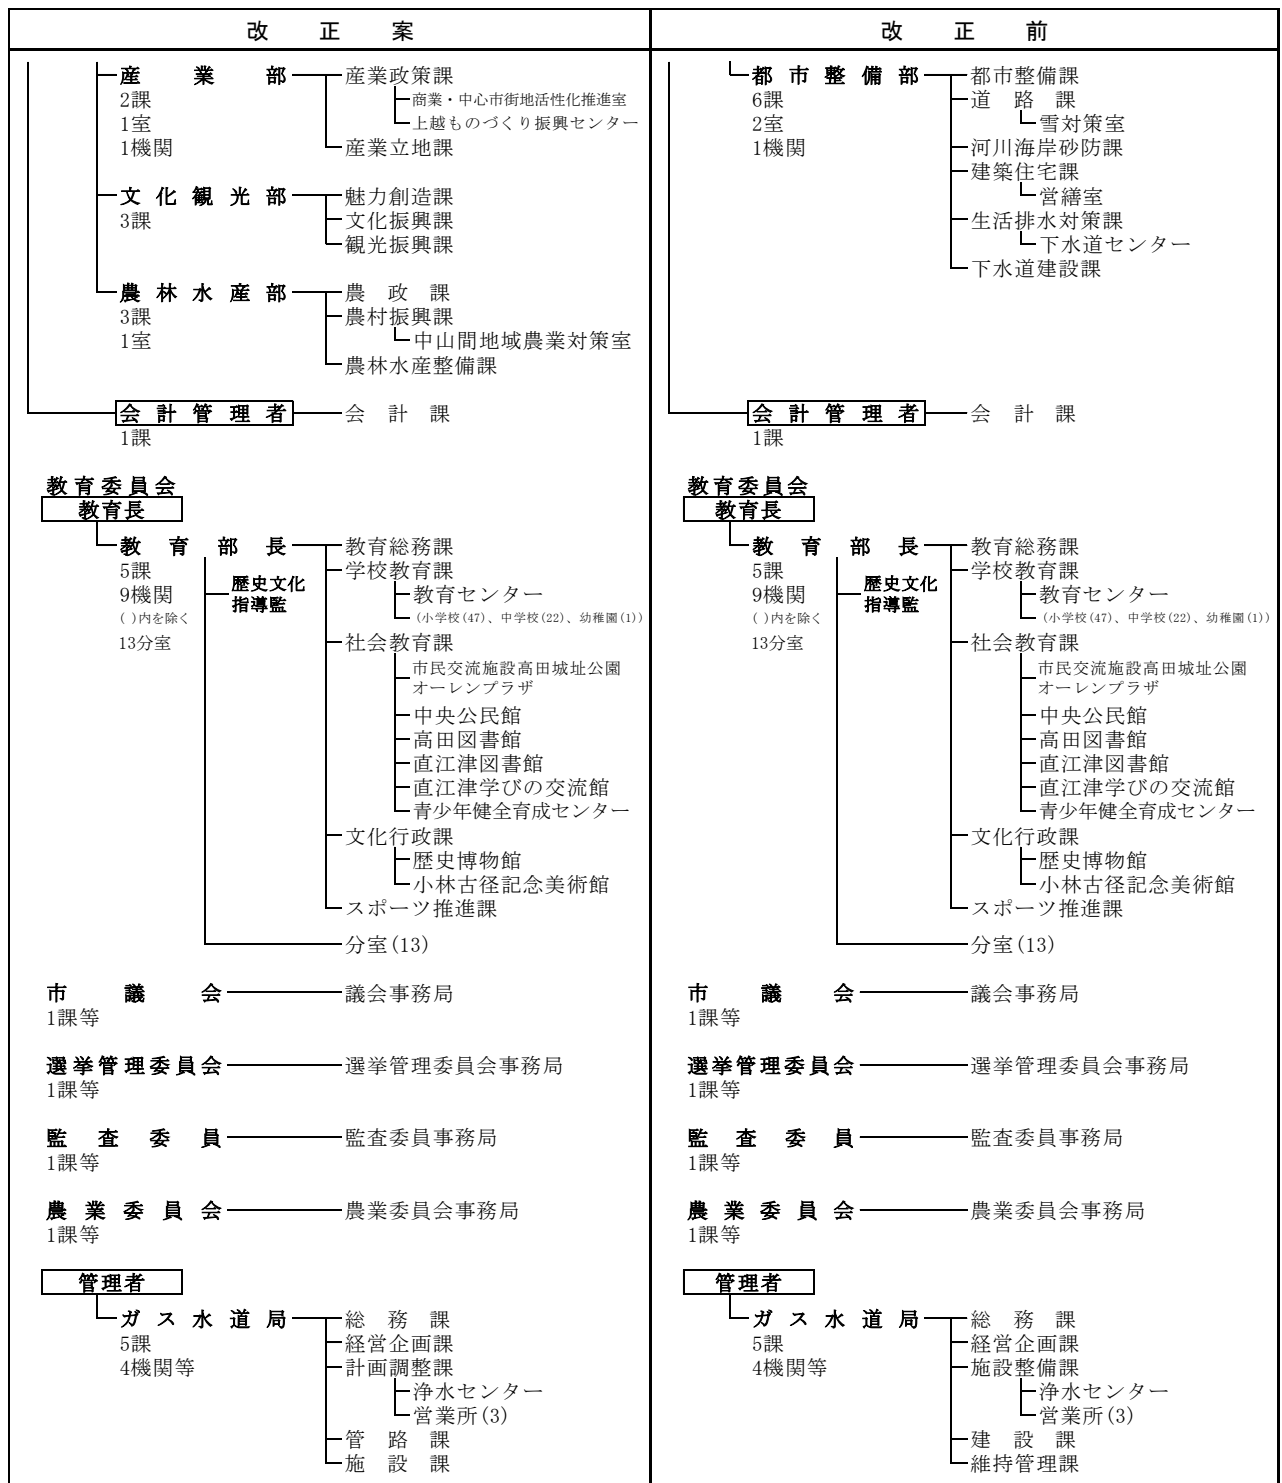 改正案
産業部 産業政策課
2課 商業・中心市街地活性化推進室
1室 上越ものづくり振興センター
1機関 産業立地課
文化観光部 魅力創造課
3課 文化振興課
観光振興課
農林水産部 農政課
3課 農村振興課
1室 中山間地域農業対策室
農林水産整備課
会計管理者 会計課
1課
教育委員会
教育長
教育部長 教育総務課
5課 学校教育課
9機関 歴史文化指導監 教育センター
( )内を除く (小学校(47)、中学校(22)、幼稚園(1))
13分室 社会教育課
市民交流施設高田城址公園
オーレンプラザ
中央公民館
高田図書館
直江津図書館
直江津学びの交流館
青少年健全育成センター
文化行政課
歴史博物館
小林古径記念美術館
スポーツ推進課
分室(13)
市議会 議会事務局
1課等
選挙管理委員会 選挙管理委員会事務局
1課等
監査委員 監査委員事務局
1課等
農業委員会 農業委員会事務局
1課等
管理者
ガス水道局 総務課
5課 経営企画課
4機関等 計画調整課
浄水センター
営業所(3)
管路課
施設課
改正前
都市整備部 都市整備課
6課 道路課
2室 雪対策室
1機関 河川海岸砂防課
建築住宅課
営繕室
生活排水対策課
下水道センター
下水道建設課
会計管理者 会計課
1課
教育委員会
教育長
教育部長 教育総務課
5課 学校教育課
9機関 歴史文化指導監 教育センター
( )内を除く (小学校(47)、中学校(22)、幼稚園(1))
13分室 社会教育課
市民交流施設高田城址公園
オーレンプラザ
中央公民館
高田図書館
直江津図書館
直江津学びの交流館
青少年健全育成センター
文化行政課
歴史博物館
小林古径記念美術館
スポーツ推進課
分室(13)
市議会 議会事務局
1課等
選挙管理委員会 選挙管理委員会事務局
1課等
監査委員 監査委員事務局
1課等
農業委員会 農業委員会事務局
1課等
管理者
ガス水道局 総務課
5課 経営企画課
4機関等 施設整備課
浄水センター
営業所(3)
建設課
維持管理課